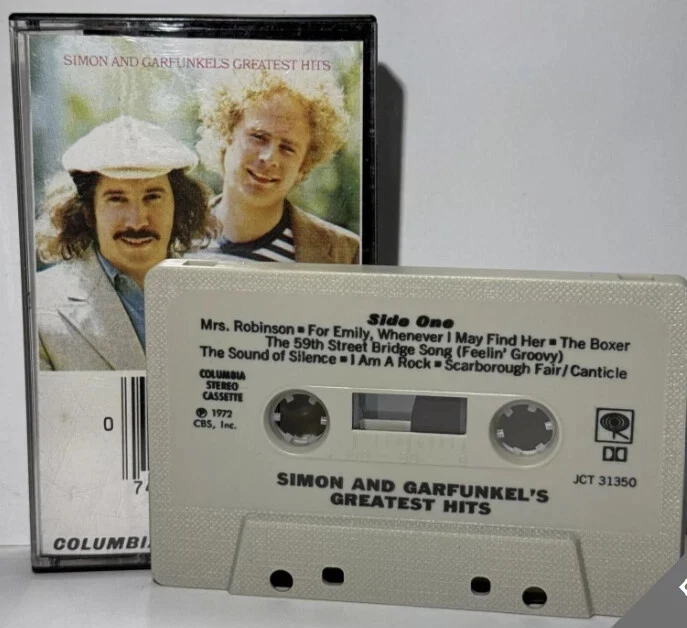 SIMON AND GARFUNKEL'S GREATEST HITS
Side One
Mrs. Robinson ▪ For Emily, Whenever I May Find Her ▪ The Boxer
The 59th Street Bridge Song (Feelin' Groovy)
The Sound of Silence ▪ I Am A Rock ▪ Scarborough Fair/Canticle
COLUMBIA
STEREO
CASSETTE
℗ 1972
CBS, Inc.
JCT 31350
SIMON AND GARFUNKEL'S
GREATEST HITS
0
74